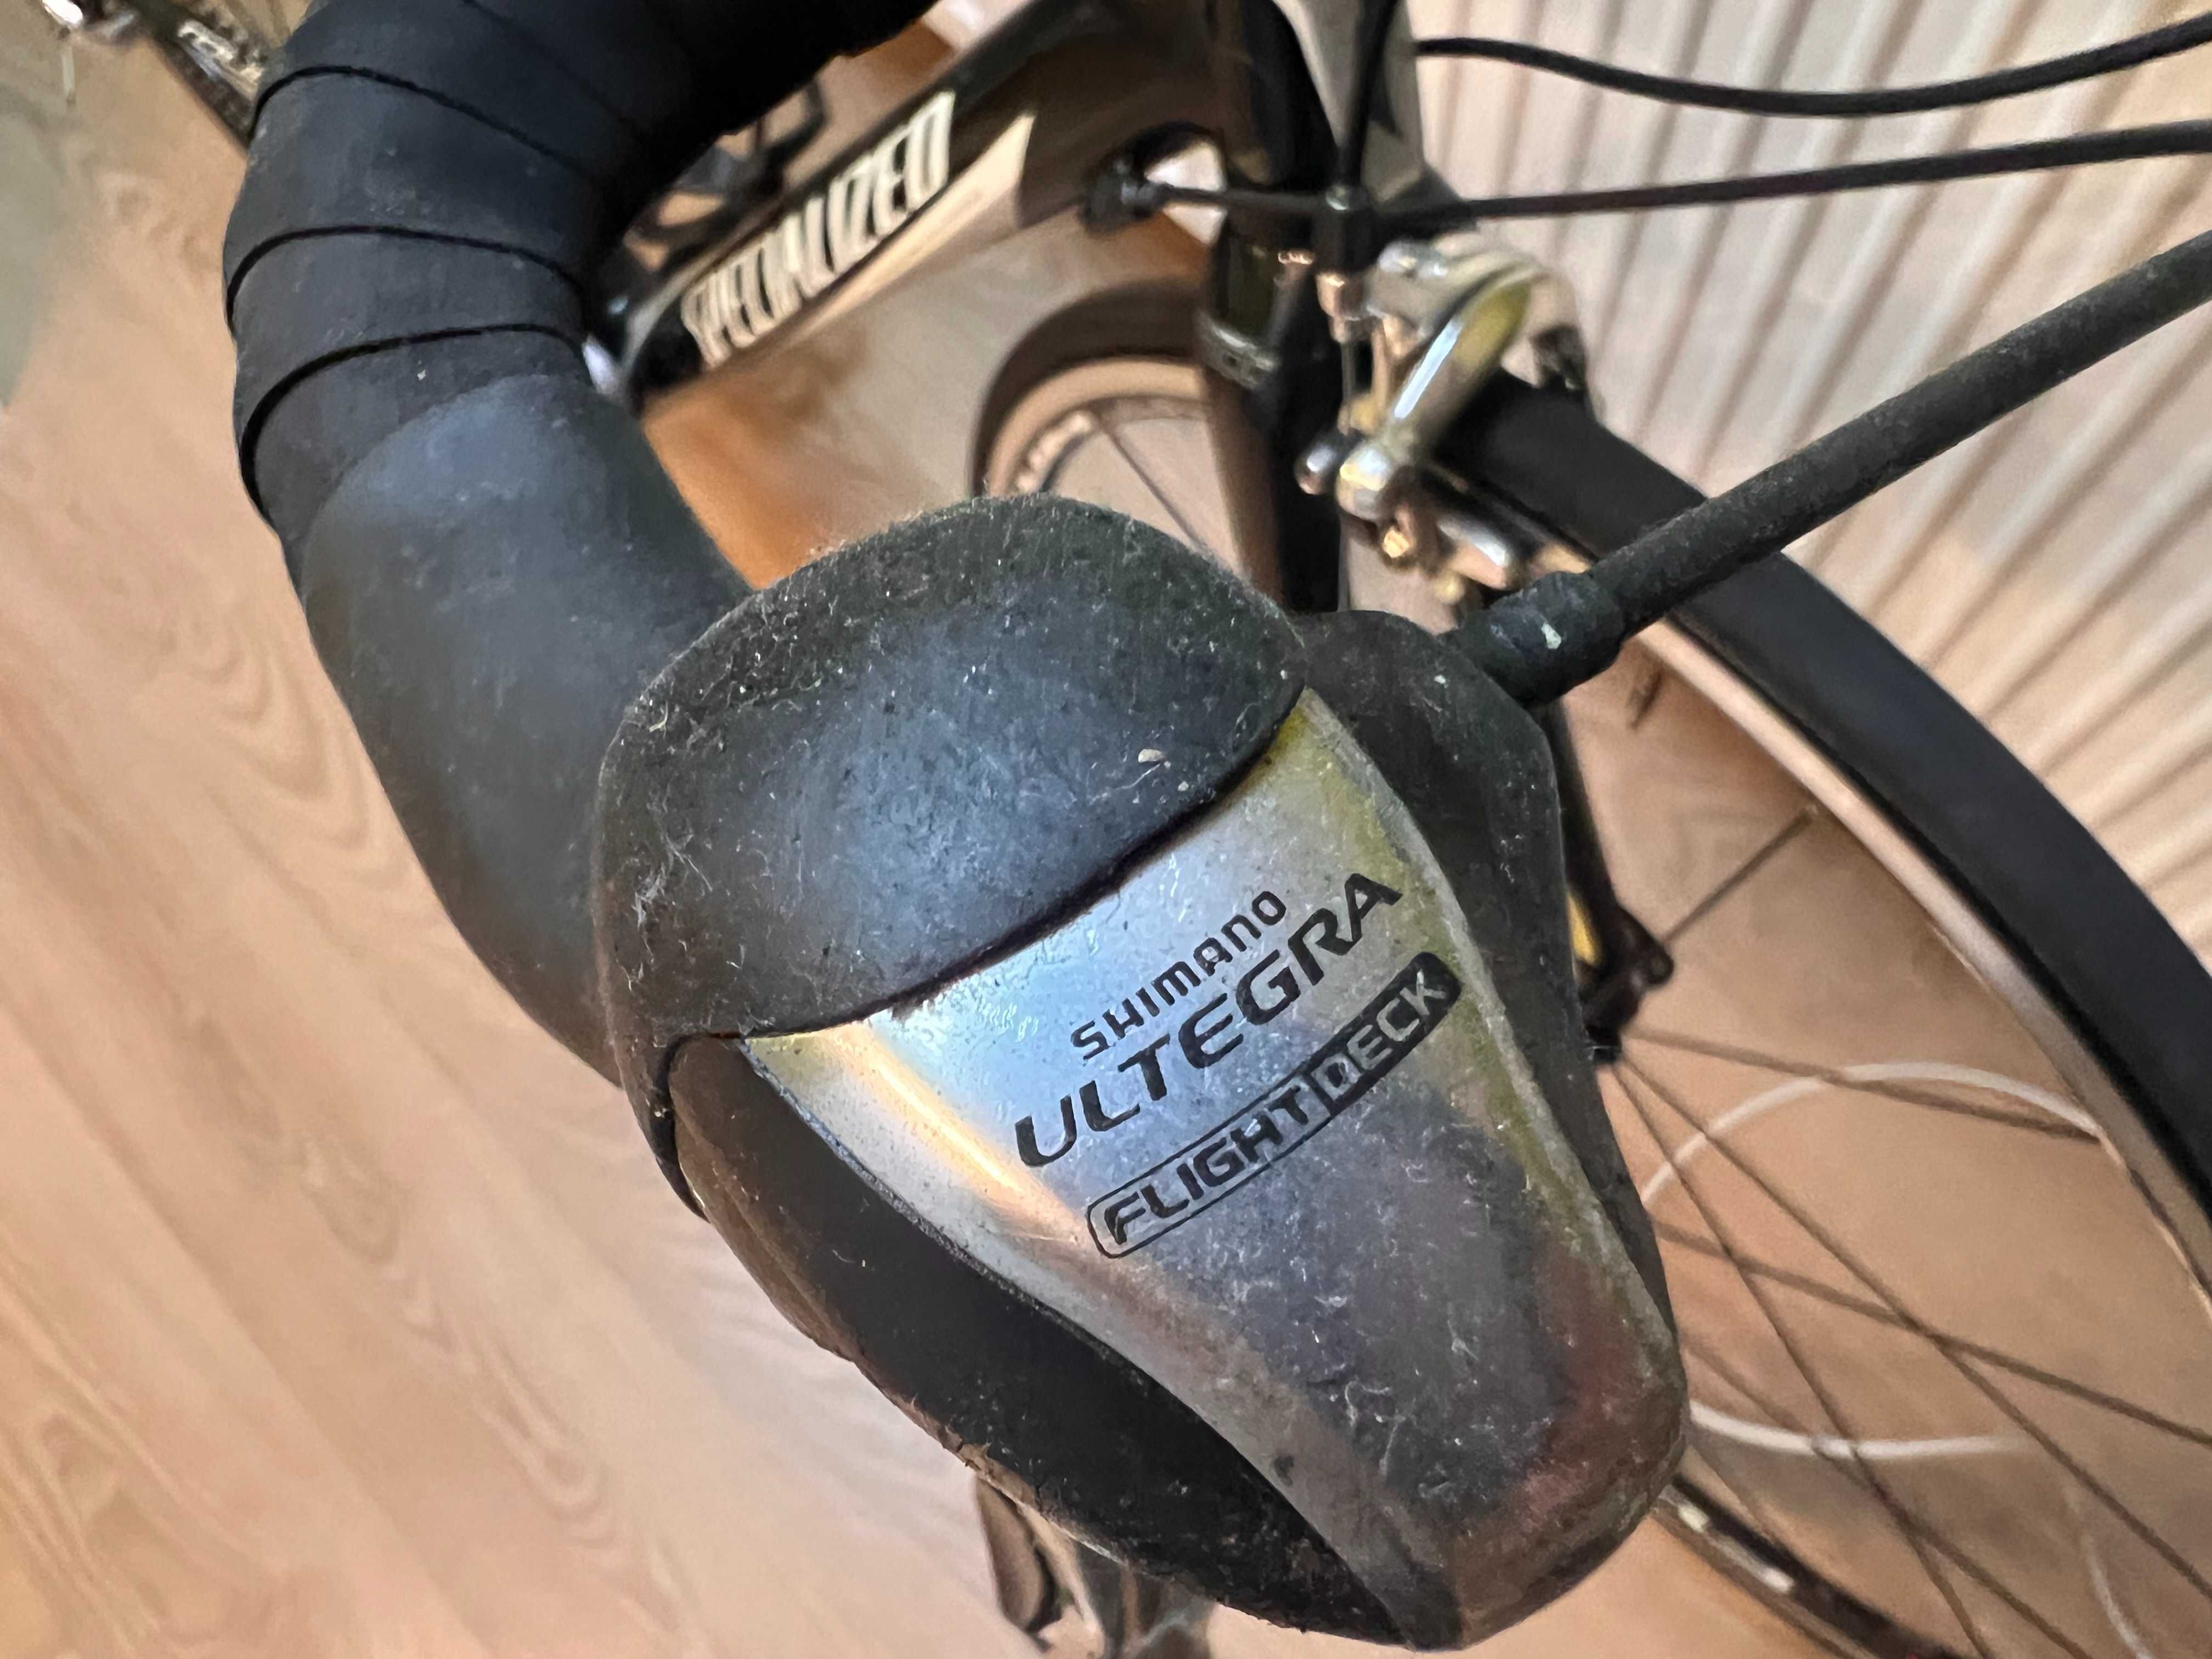 SPECIALIZED
SHIMANO
ULTEGRA
FLIGHT DECK